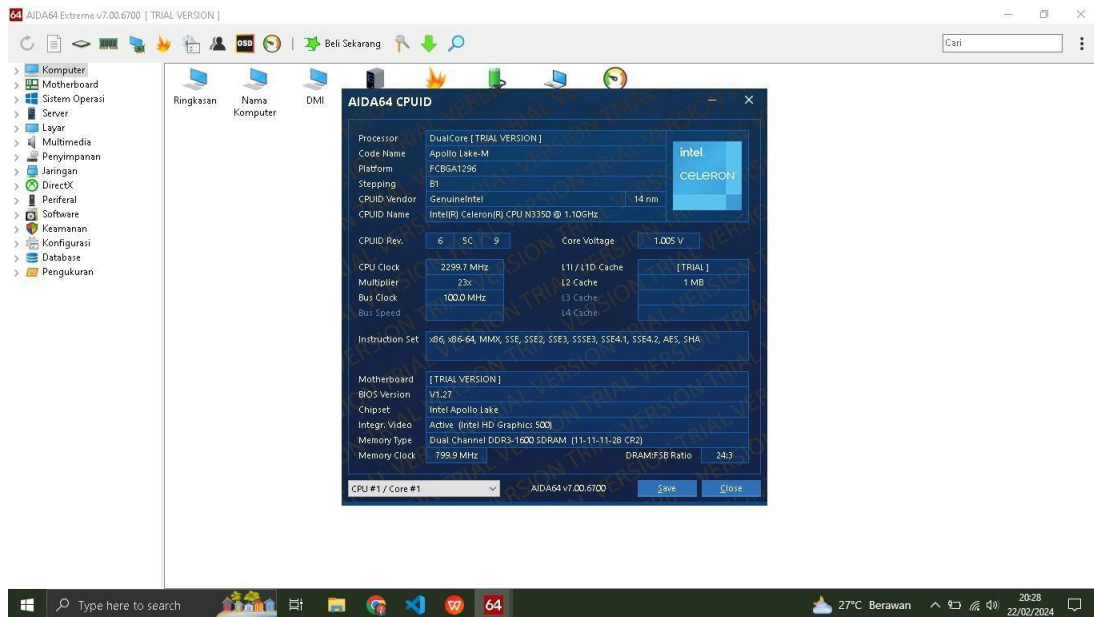 64 AIDA64 Extreme v7.00.6700 [ TRIAL VERSION ]
OSD Beli Sekarang Cari
Komputer
Motherboard
Sistem Operasi
Server
Layar
Multimedia
Penyimpanan
Jaringan
DirectX
Periferal
Software
Keamanan
Konfigurasi
Database
Pengukuran
Ringkasan
Nama
Komputer
DMI
AIDA64 CPUID
Processor DualCore [ TRIAL VERSION ]
Code Name Apollo Lake-M
Platform FCBGA1296
Stepping B1
CPUID Vendor GenuineIntel 14 nm
CPUID Name Intel(R) Celeron(R) CPU N3350 @ 1.10GHz
intel
CELERON
CPUID Rev. 6 5C 9 Core Voltage 1.005 V
CPU Clock 2299.7 MHz L1I / L1D Cache [ TRIAL ]
Multiplier 23x L2 Cache 1 MB
Bus Clock 100.0 MHz L3 Cache
Bus Speed L4 Cache
Instruction Set x86, x86-64, MMX, SSE, SSE2, SSE3, SSSE3, SSE4.1, SSE4.2, AES, SHA
Motherboard [ TRIAL VERSION ]
BIOS Version V1.27
Chipset Intel Apollo Lake
Integr. Video Active (Intel HD Graphics 500)
Memory Type Dual Channel DDR3-1600 SDRAM (11-11-11-28 CR2)
Memory Clock 799.9 MHz DRAM:FSB Ratio 24:3
CPU #1 / Core #1 AIDA64 v7.00.6700 Save Close
Type here to search 64 27°C Berawan 20:28
22/02/2024